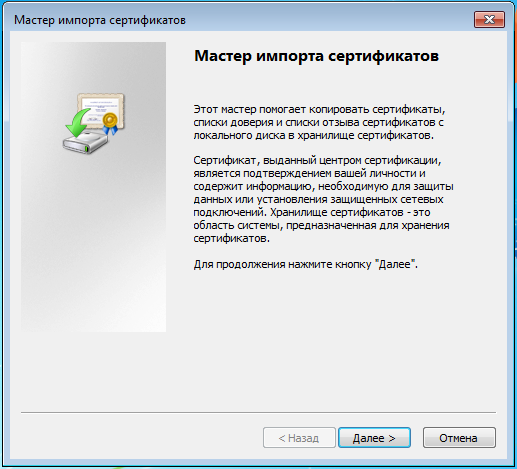 Мастер импорта сертификатов
Мастер импорта сертификатов
Этот мастер помогает копировать сертификаты,
списки доверия и списки отзыва сертификатов с
локального диска в хранилище сертификатов.
Сертификат, выданный центром сертификации,
является подтверждением вашей личности и
содержит информацию, необходимую для защиты
данных или установления защищенных сетевых
подключений. Хранилище сертификатов - это
область системы, предназначенная для хранения
сертификатов.
Для продолжения нажмите кнопку "Далее".
< Назад Далее > Отмена